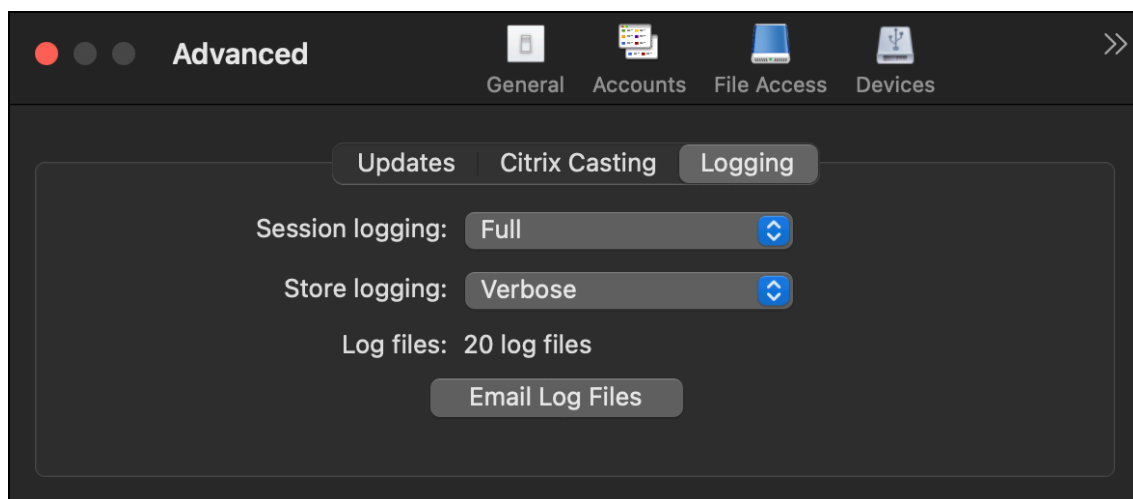 Advanced
General Accounts File Access Devices
Updates Citrix Casting Logging
Session logging: Full
Store logging: Verbose
Log files: 20 log files
Email Log Files